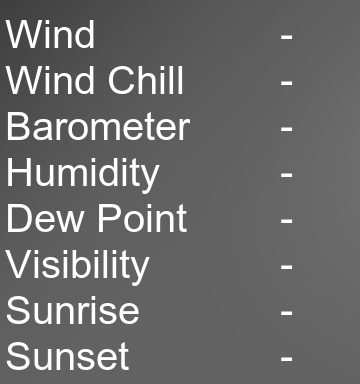 Wind -
Wind Chill -
Barometer -
Humidity -
Dew Point -
Visibility -
Sunrise -
Sunset -